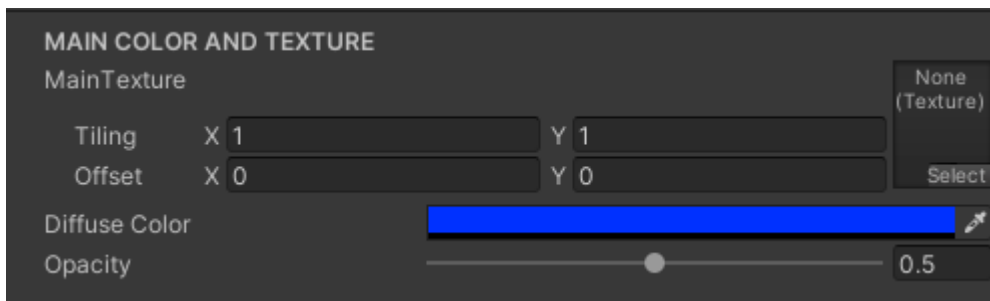 MAIN COLOR AND TEXTURE
MainTexture
None
(Texture)
Tiling X 1 Y 1
Offset X 0 Y 0
Select
Diffuse Color
Opacity 0.5